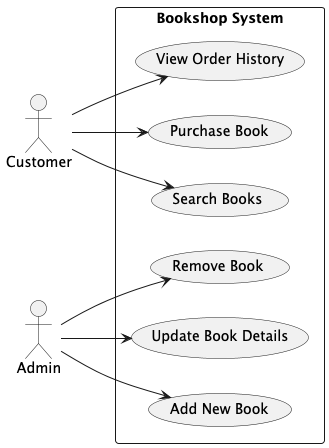 Bookshop System
View Order History
Purchase Book
Customer
Search Books
Remove Book
Update Book Details
Admin
Add New Book